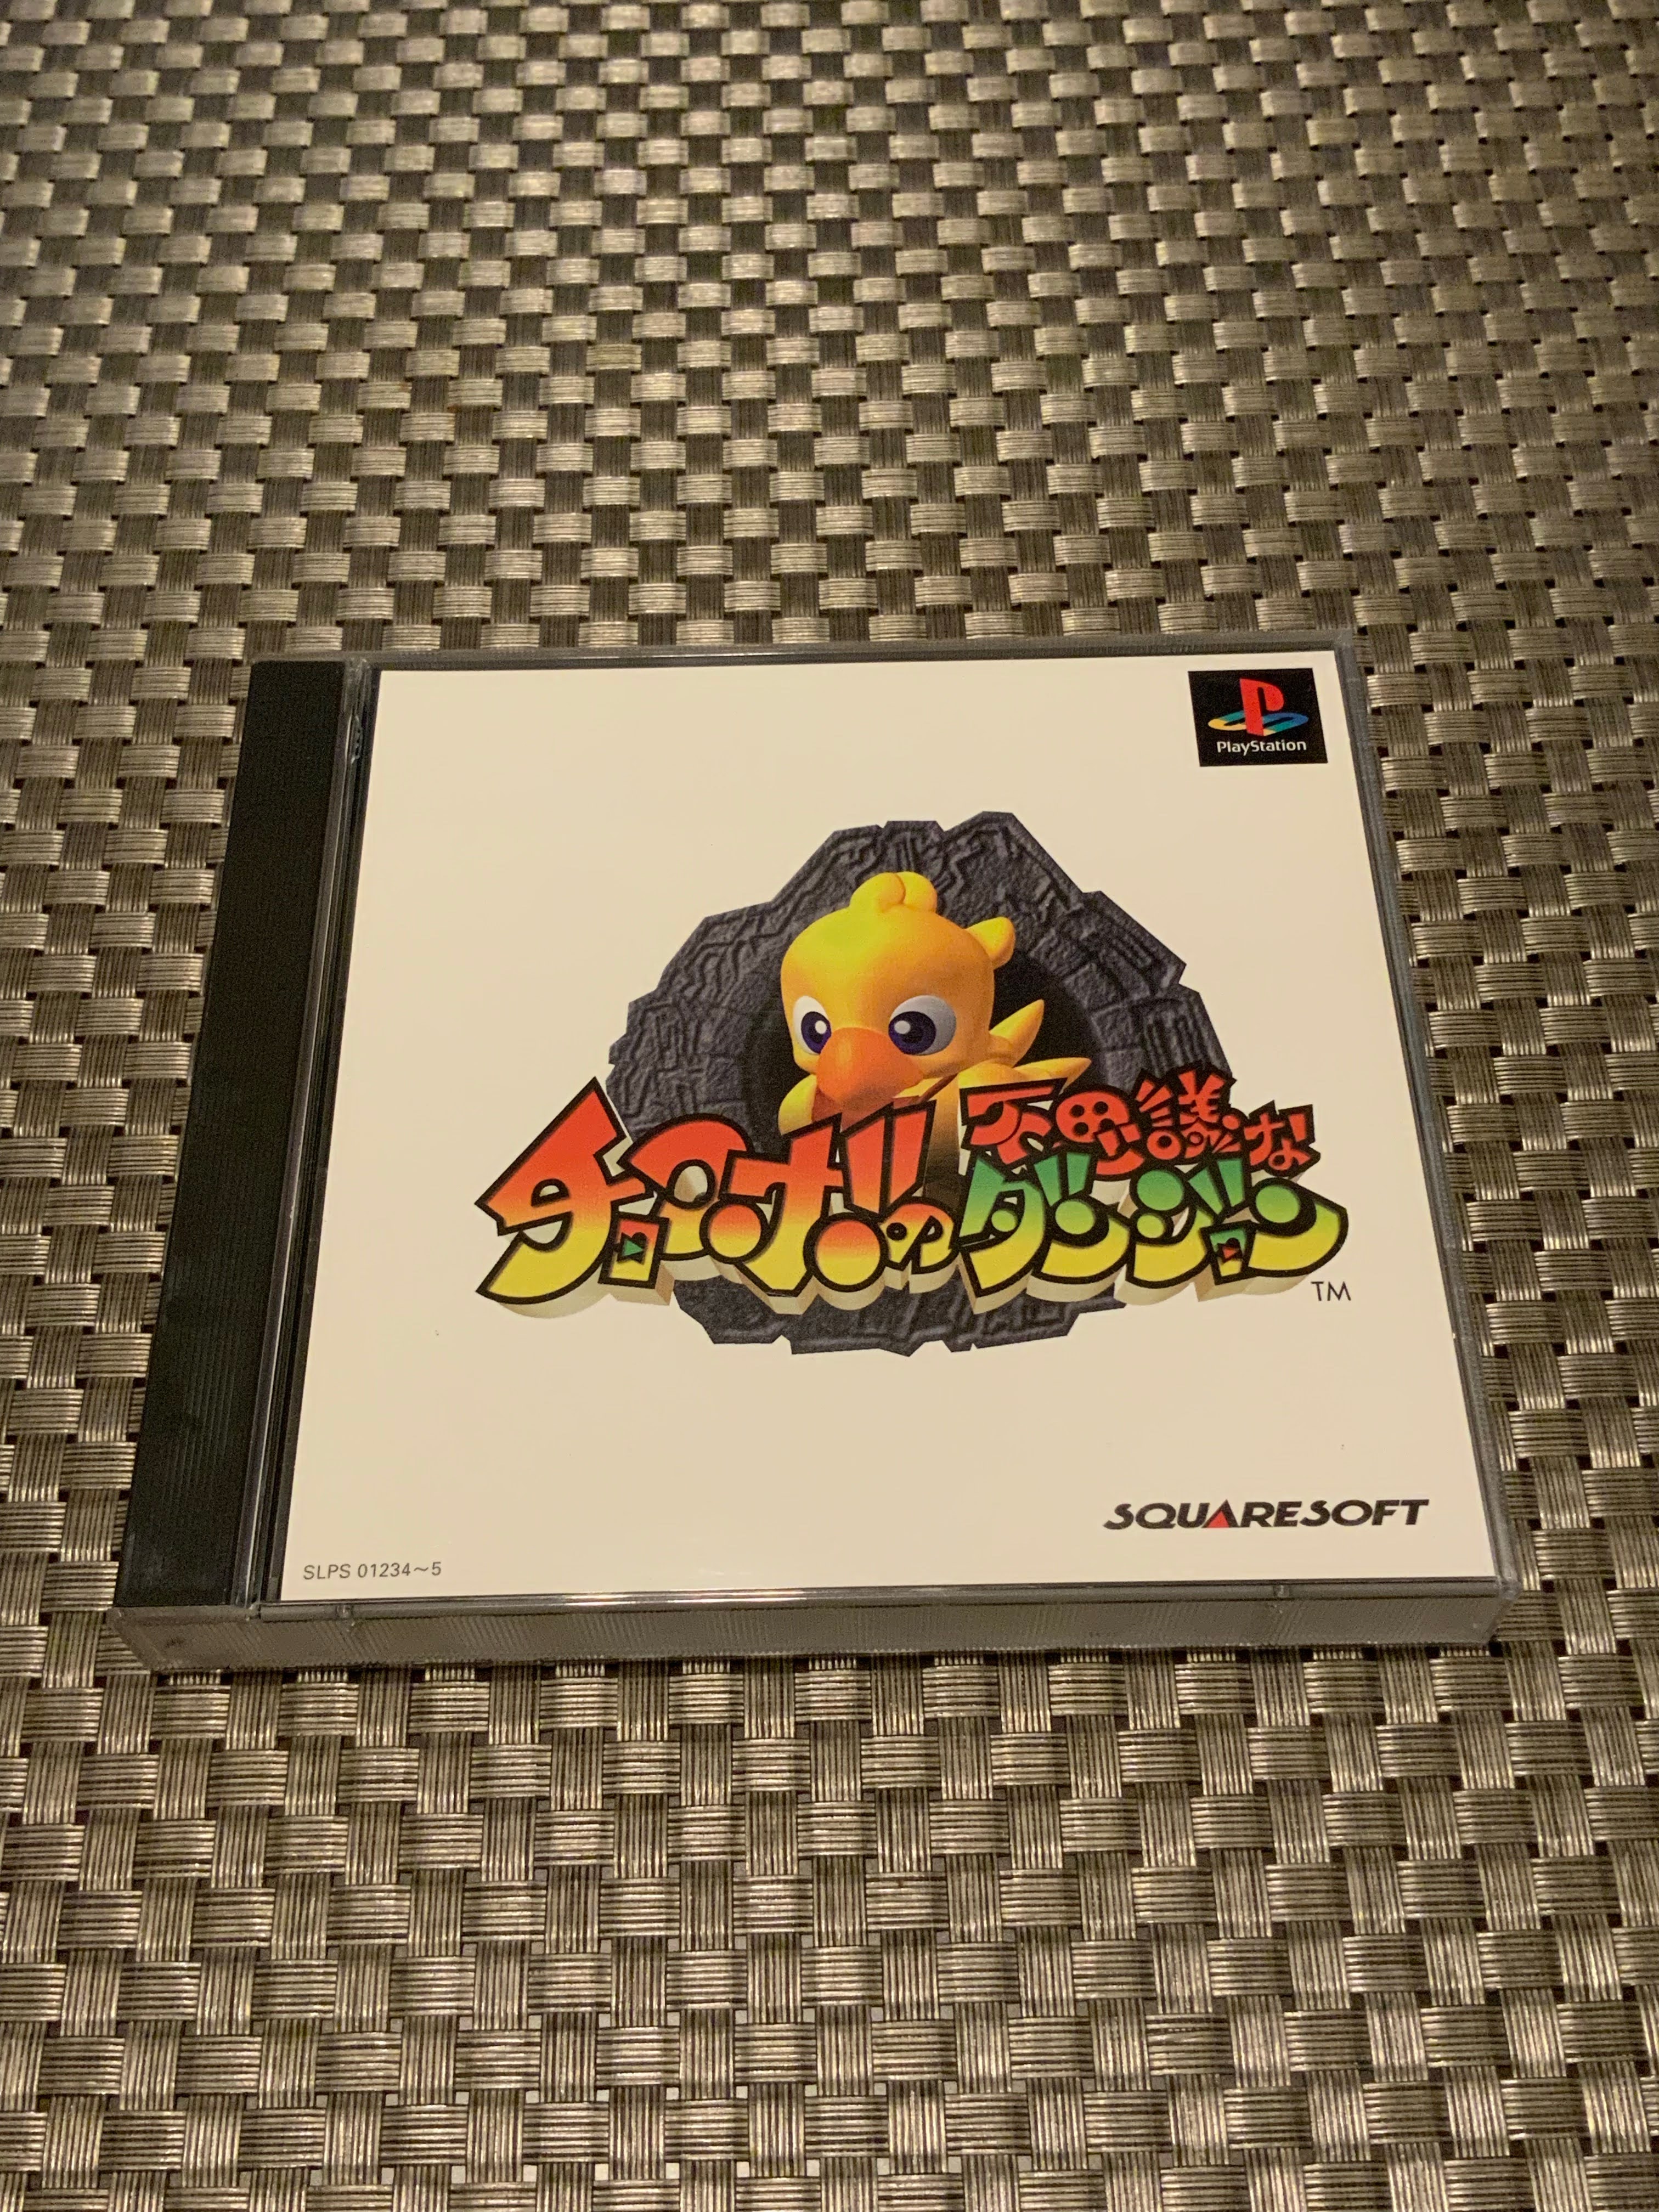 PlayStation
不思議な
チョコボの
ダンジョン
TM
SQUARESOFT
SLPS 01234～5